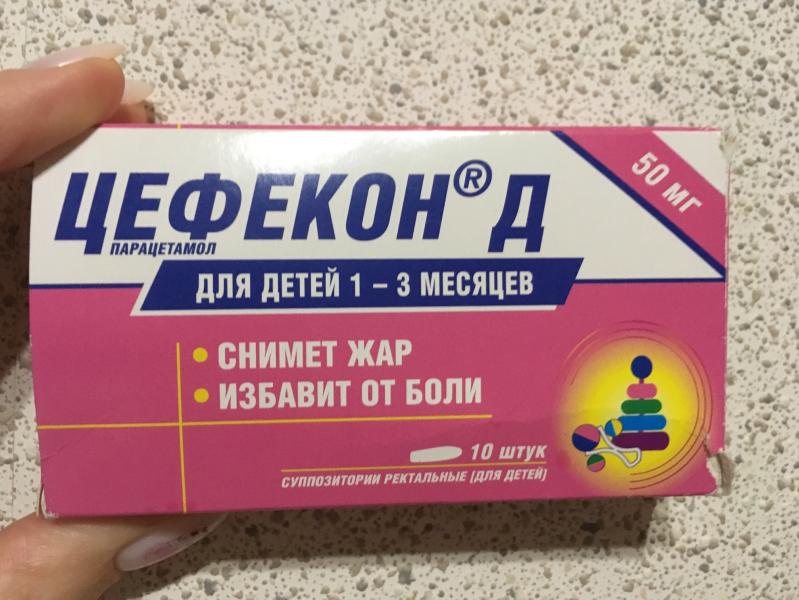 50 мг
ЦЕФЕКОН® Д
ПАРАЦЕТАМОЛ
ДЛЯ ДЕТЕЙ 1 – 3 МЕСЯЦЕВ
• СНИМЕТ ЖАР
• ИЗБАВИТ ОТ БОЛИ
10 штук
СУППОЗИТОРИИ РЕКТАЛЬНЫЕ [ДЛЯ ДЕТЕЙ]